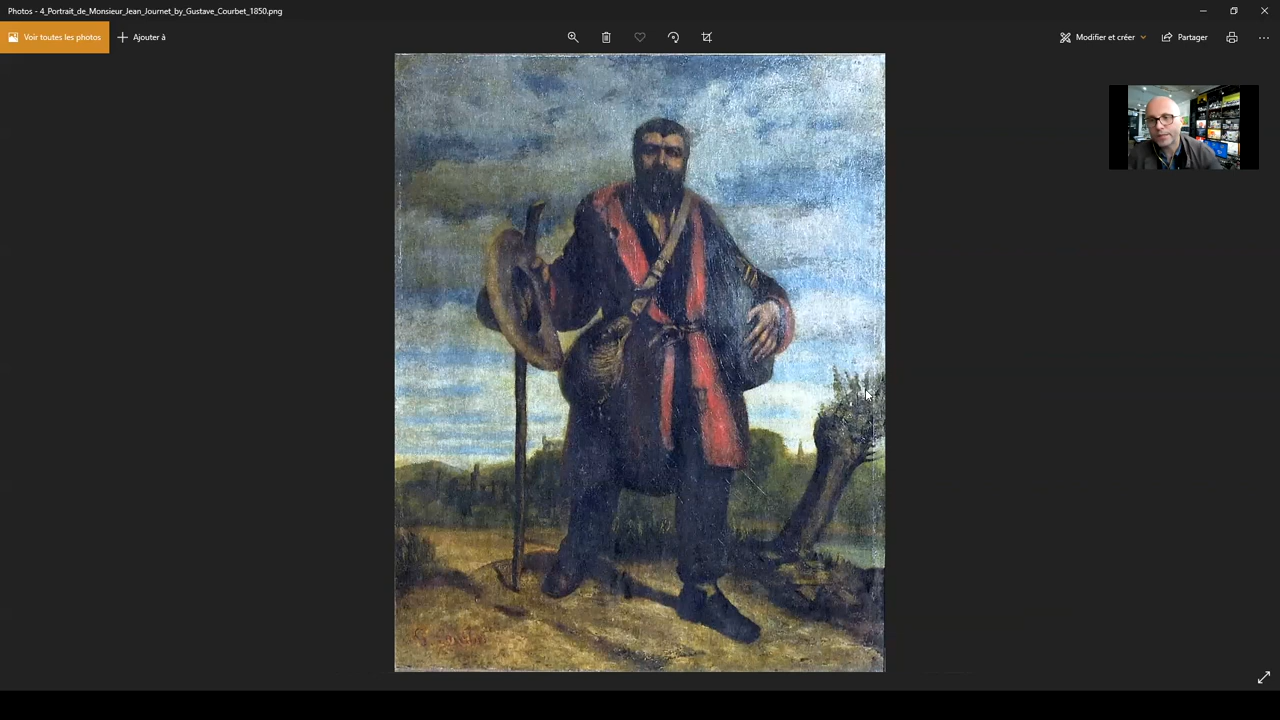 Photos - 4_Portrait_de_Monsieur_Jean_Journet_by_Gustave_Courbet_1850.png
Voir toutes les photos
Ajouter à
Modifier et créer
Partager